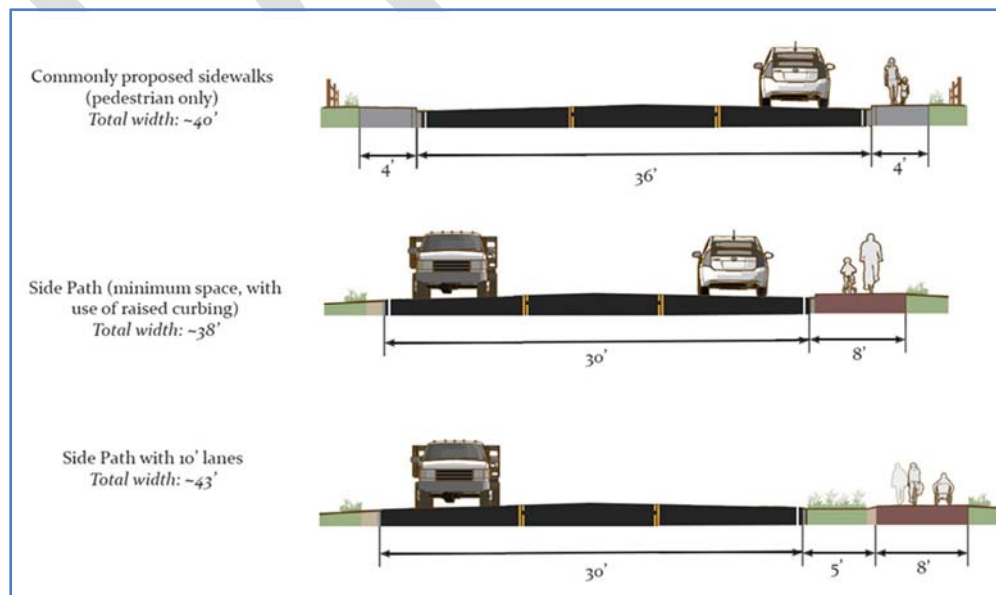 Commonly proposed sidewalks
(pedestrian only)
Total width: ~40’
4’
36’
4’
Side Path (minimum space, with
use of raised curbing)
Total width: ~38’
30’
8’
Side Path with 10’ lanes
Total width: ~43’
30’
5’
8’